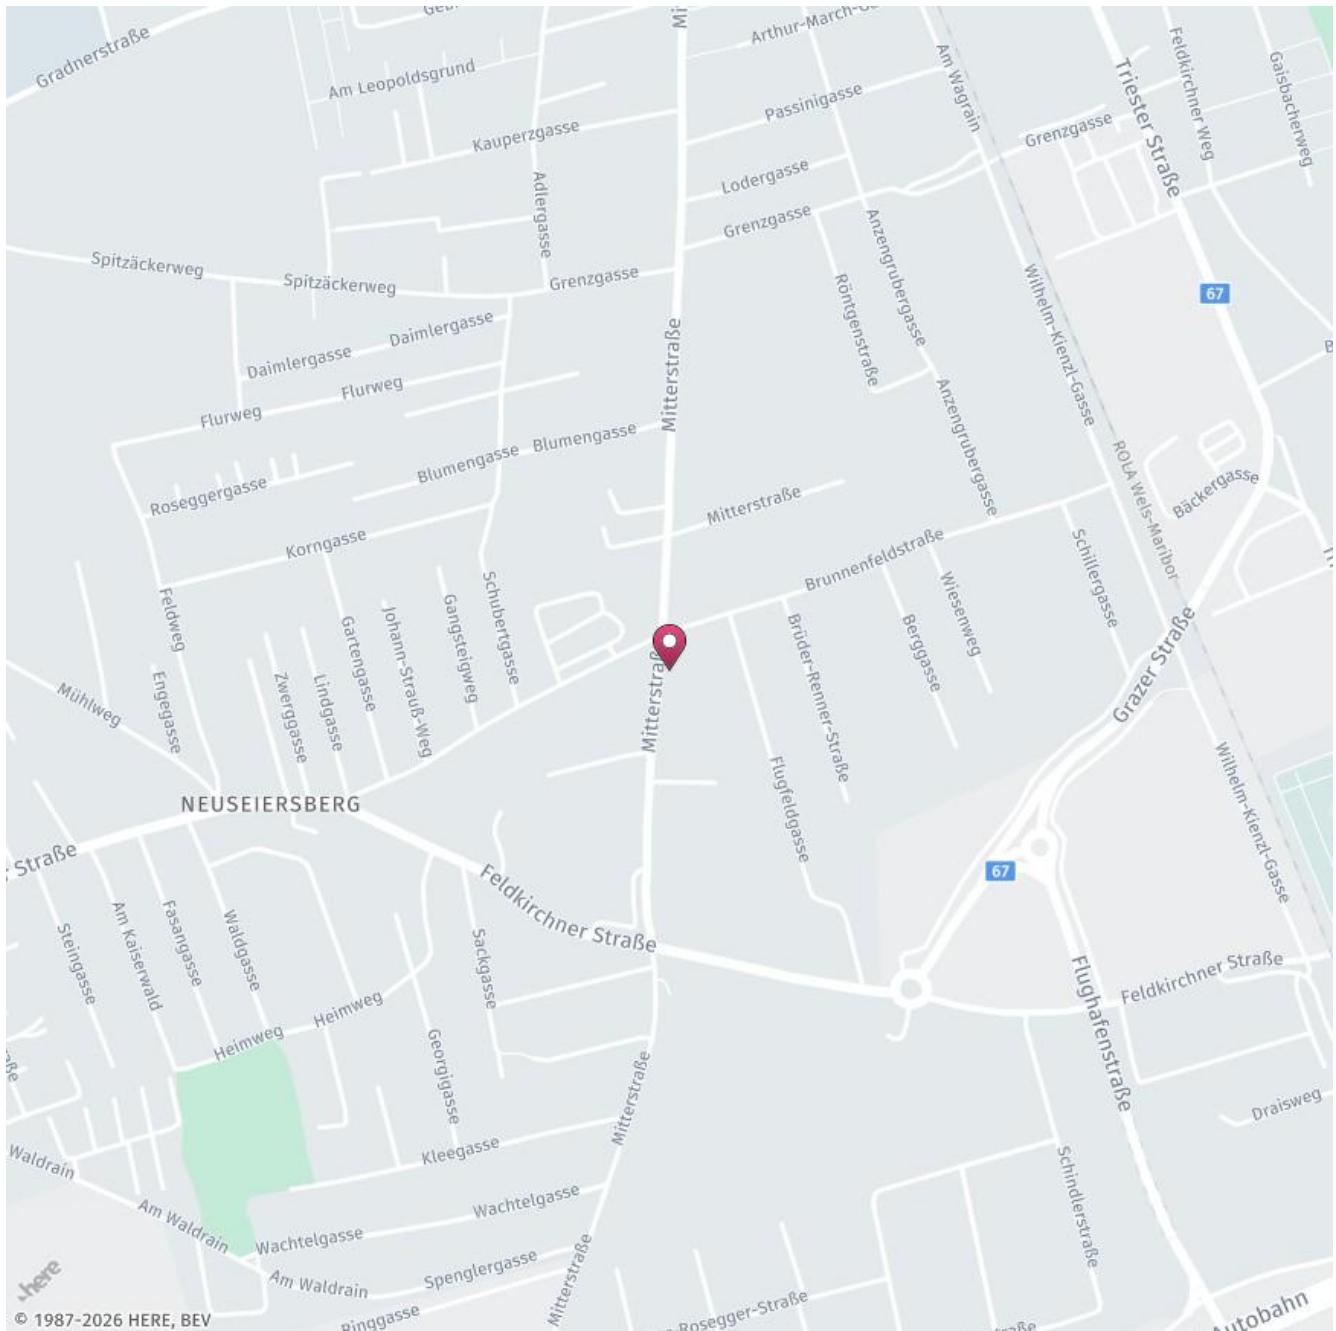 Gradnerstraße
Am Leopoldsgrund
Arthur-March-
Am Wagrain
Triester Straße
Feldkirchner Weg
Gaisbacherweg
Passinigasse
Kauperzgasse
Grenzgasse
Lodergasse
Adlergasse
Grenzgasse
Anzengrubergasse
Spitzäckerweg
Spitzäckerweg
Grenzgasse
Röntgenstraße
Wilhelm-Kienzl-Gasse
67
Daimlergasse
Daimlergasse
Mitterstraße
Flurweg
Flurweg
Anzengrubergasse
Blumengasse
Blumengasse
ROLA Wels-Maribor
Bäckergasse
Roseggergasse
Mitterstraße
Korngasse
Brunnenfeldstraße
Schillergasse
Feldweg
Schubertgasse
Gangsteigweg
Johann-Strauß-Weg
Gartengasse
Wiesenweg
Berggasse
Brüder-Renner-Straße
Grazer Straße
Mühlweg
Engegasse
Zwerggasse
Lindgasse
Mitterstraße
Flugfeldgasse
Wilhelm-Kienzl-Gasse
NEUSEIERSBERG
Straße
67
Feldkirchner Straße
Steingasse
Am Kaiserwald
Fasangasse
Waldgasse
Sackgasse
Feldkirchner Straße
Flughafenstraße
Heimweg
Heimweg
Georgigasse
Mitterstraße
Draisweg
Waldrain
Kleegasse
Schindlerstraße
Am Waldrain
Wachtelgasse
Wachtelgasse
Spenglergasse
Am Waldrain
Mitterstraße
here
Ringgasse
-Rosegger-Straße
Autobahn
© 1987-2026 HERE, BEV